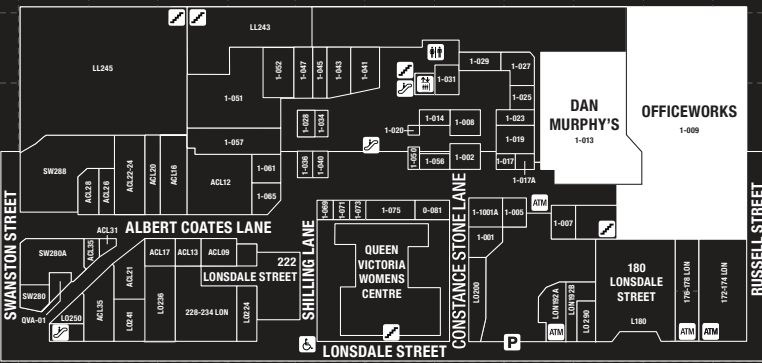 LL243
LL245
1-052
1-047
1-045
1-043
1-041
1-031
1-029
1-027
1-025
1-051
1-028
1-034
1-014
1-008
1-020
1-023
1-019
DAN
MURPHY'S
1-013
OFFICEWORKS
1-009
1-057
1-036
1-040
1-050
1-056
1-002
1-017
1-017A
SW288
ACL28
ACL26
ACL22-24
ACL20
ACL16
ACL12
1-061
1-065
SWANSTON STREET
ALBERT COATES LANE
SHILLING LANE
CONSTANCE STONE LANE
RUSSELL STREET
1-069
1-071
1-073
1-075
0-081
1-1001A
1-005
ATM
1-007
1-001
ACL31
SW280A
ACL35
ACL17
ACL13
ACL09
222
LONSDALE STREET
QUEEN
VICTORIA
WOMENS
CENTRE
180
LONSDALE
STREET
L180
176-178 LON
172-174 LON
SW280
QVA-01
LO250
ACL35
ACL21
LO241
LO236
228-234 LON
LO224
LO200
LON192A
LON192B
LO290
ATM
ATM
ATM
P
LONSDALE STREET